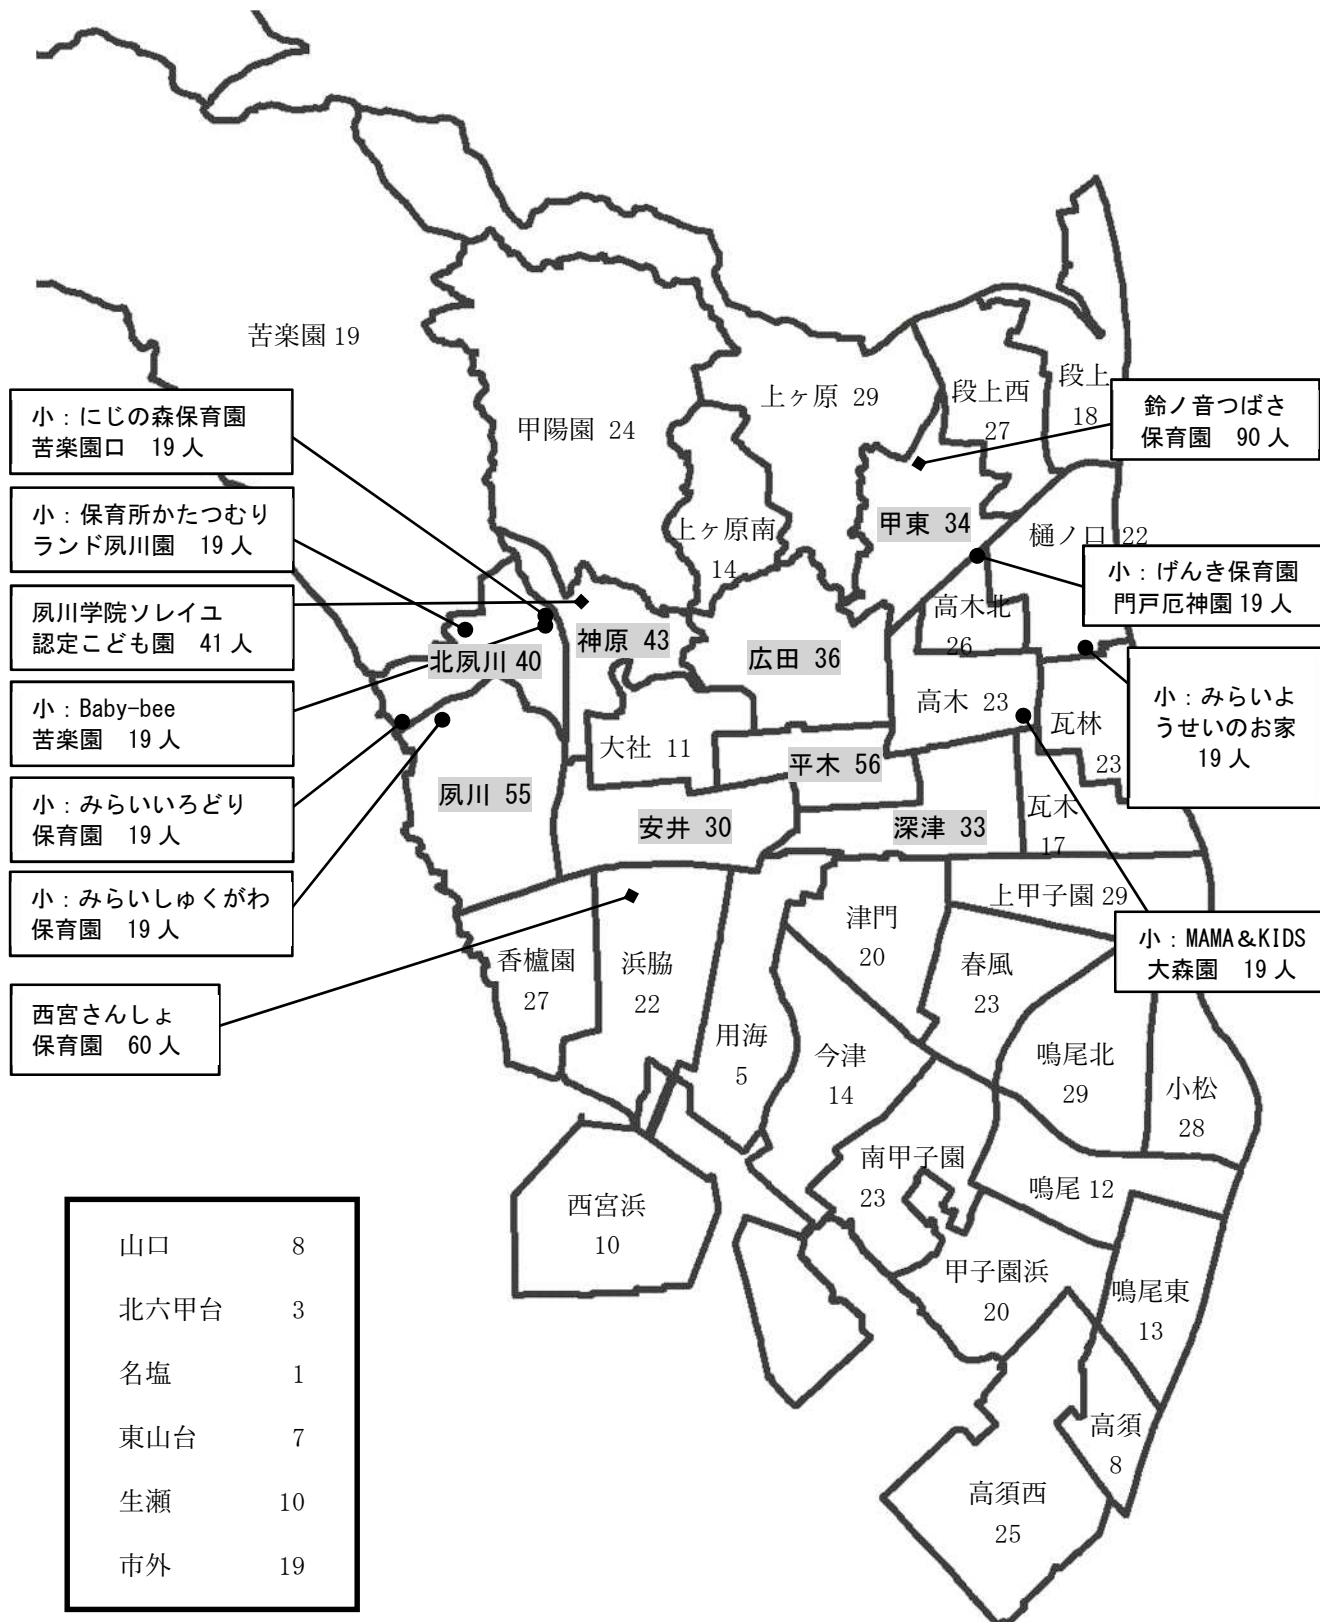 苦楽園 19
小：にじの森保育園
苦楽園口　19 人
小：保育所かたつむり
ランド夙川園　19 人
夙川学院ソレイユ
認定こども園　41 人
小：Baby-bee
苦楽園　19 人
小：みらいいろどり
保育園　19 人
小：みらいしゅくがわ
保育園　19 人
西宮さんしょ
保育園　60 人
甲陽園 24
上ヶ原 29
段上西
27
段上
18
鈴ノ音つばさ
保育園　90 人
上ヶ原南
14
甲東 34
樋ノ口 22
小：げんき保育園
門戸厄神園 19 人
高木北
26
北夙川 40
神原 43
広田 36
高木 23
瓦林
23
小：みらいよ
うせいのお家
19 人
大社 11
平木 56
夙川 55
安井 30
深津 33
瓦木
17
上甲子園 29
小：MAMA＆KIDS
大森園　19 人
香櫨園
27
浜脇
22
津門
20
春風
23
用海
5
今津
14
鳴尾北
29
小松
28
南甲子園
23
鳴尾 12
西宮浜
10
甲子園浜
20
鳴尾東
13
高須
8
高須西
25
山口　8
北六甲台　3
名塩　1
東山台　7
生瀬　10
市外　19